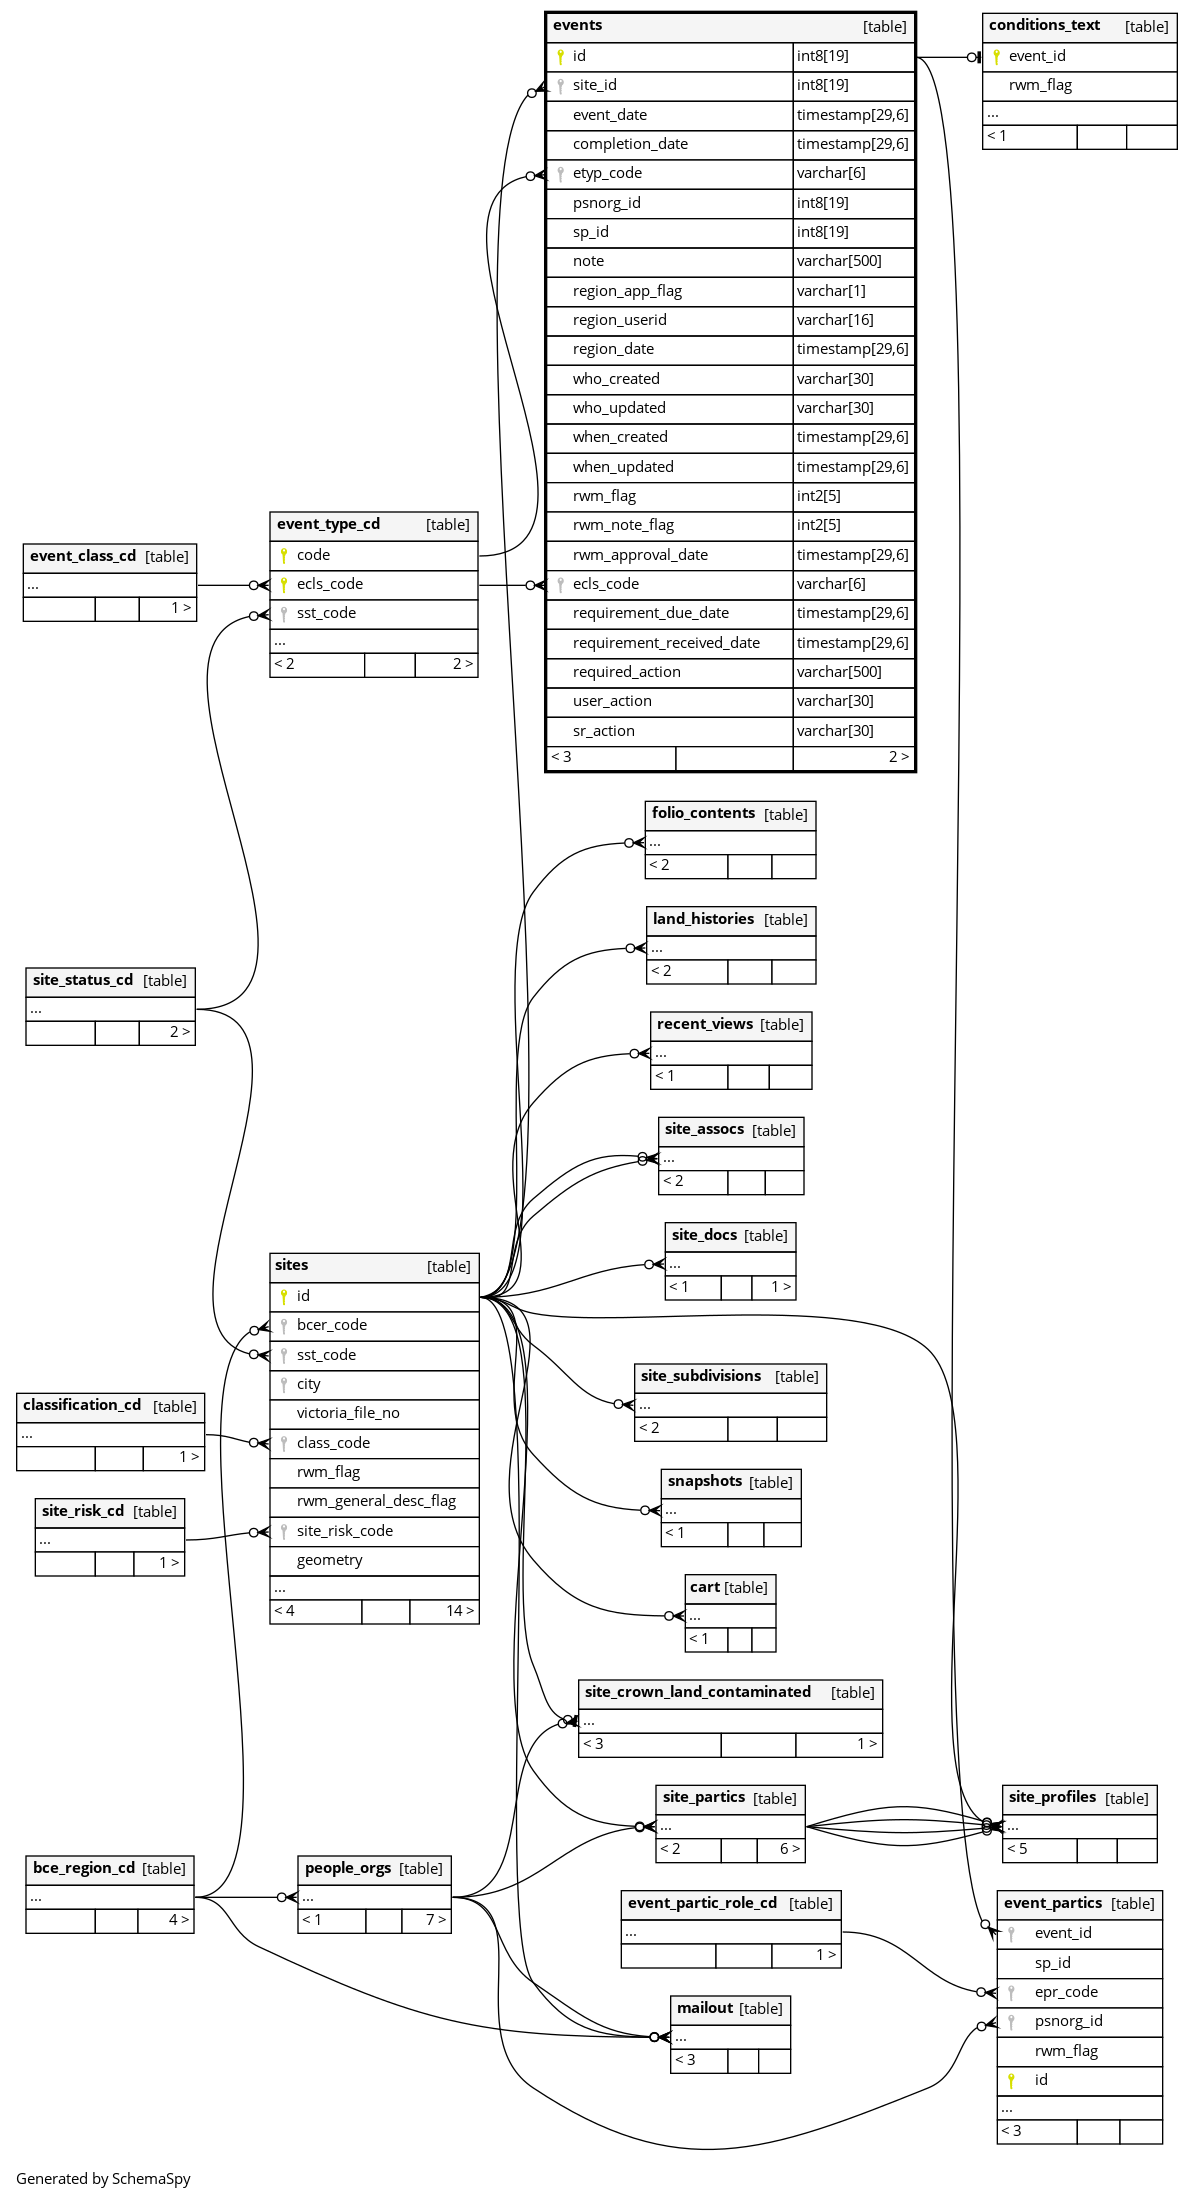 events [table]
id int8[19]
site_id int8[19]
event_date timestamp[29,6]
completion_date timestamp[29,6]
etyp_code varchar[6]
psnorg_id int8[19]
sp_id int8[19]
note varchar[500]
region_app_flag varchar[1]
region_userid varchar[16]
region_date timestamp[29,6]
who_created varchar[30]
who_updated varchar[30]
when_created timestamp[29,6]
when_updated timestamp[29,6]
rwm_flag int2[5]
rwm_note_flag int2[5]
rwm_approval_date timestamp[29,6]
ecls_code varchar[6]
requirement_due_date timestamp[29,6]
requirement_received_date timestamp[29,6]
required_action varchar[500]
user_action varchar[30]
sr_action varchar[30]
< 3 2 >
conditions_text [table]
event_id
rwm_flag
...
< 1
event_type_cd [table]
code
ecls_code
sst_code
...
< 2 2 >
event_class_cd [table]
...
1 >
folio_contents [table]
...
< 2
land_histories [table]
...
< 2
site_status_cd [table]
...
2 >
recent_views [table]
...
< 1
site_assocs [table]
...
< 2
site_docs [table]
...
< 1 1 >
sites [table]
id
bcer_code
sst_code
city
victoria_file_no
class_code
rwm_flag
rwm_general_desc_flag
site_risk_code
geometry
...
< 4 14 >
site_subdivisions [table]
...
< 2
classification_cd [table]
...
1 >
snapshots [table]
...
< 1
site_risk_cd [table]
...
1 >
cart [table]
...
< 1
site_crown_land_contaminated [table]
...
< 3 1 >
site_partics [table]
...
< 2 6 >
site_profiles [table]
...
< 5
bce_region_cd [table]
...
4 >
people_orgs [table]
...
< 1 7 >
event_partic_role_cd [table]
...
1 >
event_partics [table]
event_id
sp_id
epr_code
psnorg_id
rwm_flag
id
...
< 3
mailout [table]
...
< 3
Generated by SchemaSpy